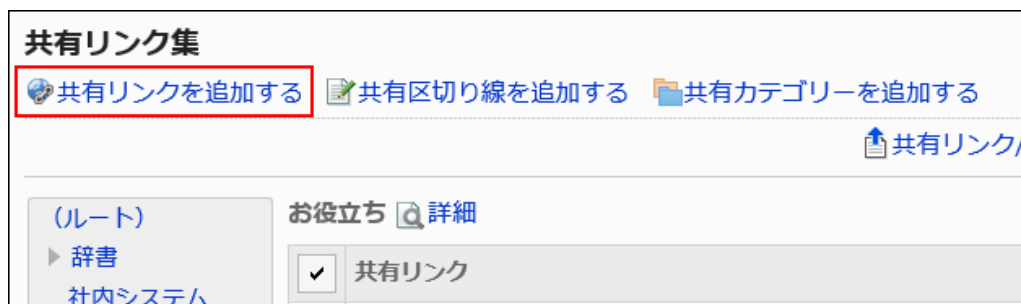 共有リンク集
共有リンクを追加する 共有区切り線を追加する 共有カテゴリーを追加する
共有リンク/
(ルート)
お役立ち 詳細
辞書
共有リンク
社内システム